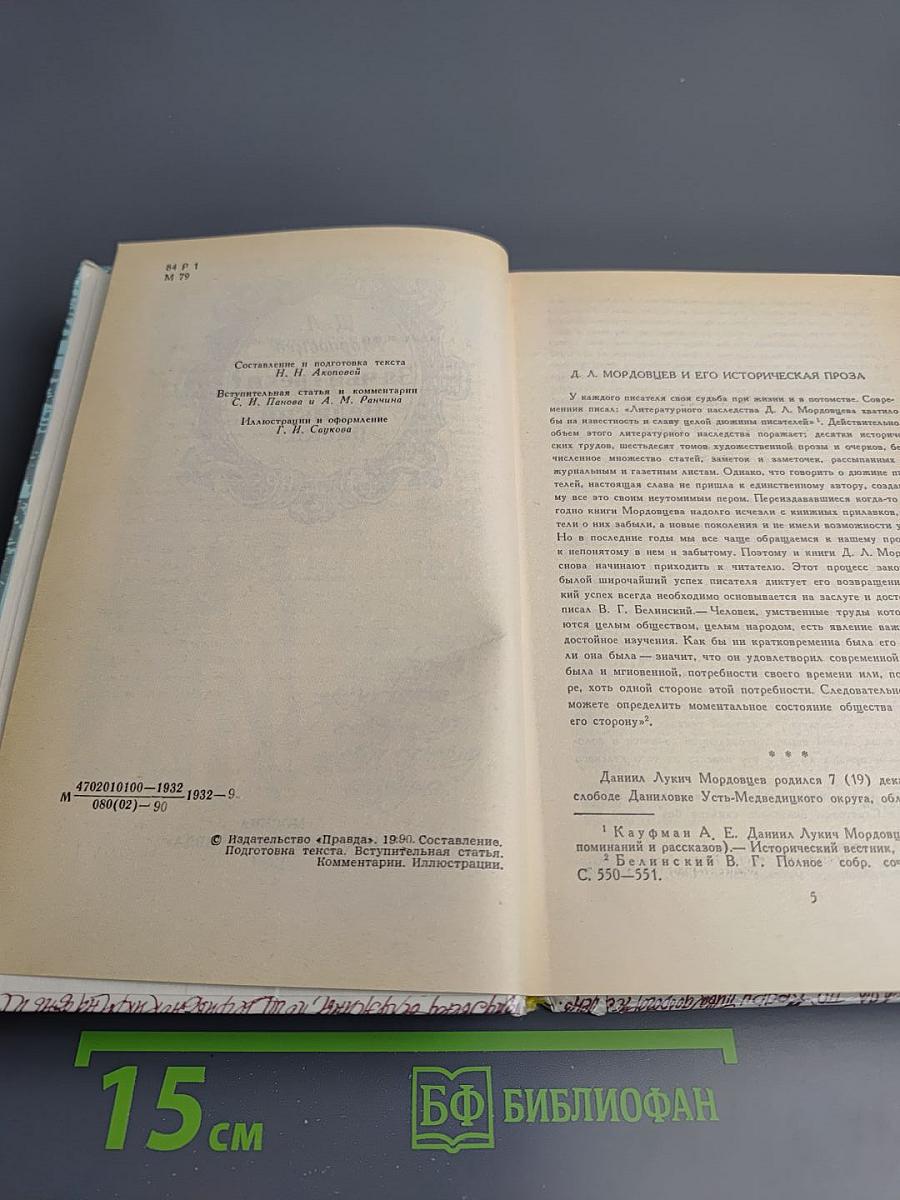 84 Р 1
М 79
Составление и подготовка текста
Н. Н. Акоповой
Вступительная статья и комментарии
С. И. Панова и А. М. Ранчина
Иллюстрации и оформление
Г. И. Саукова
М 4702010100—1932 1932—9
080(02)—90
© Издательство «Правда». 1990. Составление.
Подготовка текста. Вступительная статья.
Комментарии. Иллюстрации.
Д. Л. МОРДОВЦЕВ И ЕГО ИСТОРИЧЕСКАЯ ПРОЗА
У каждого писателя своя судьба при жизни и в потомстве. Совре-
менник писал: «Литературного наследства Д. Л. Мордовцева хватило
бы на известность и славу целой дюжины писателей»¹. Действительно,
объем этого литературного наследства поражает: десятки историче
ских трудов, шестьдесят томов художественной прозы и очерков, бе
численное множество статей, заметок и заметочек, рассыпанных
журнальным и газетным листам. Однако, что говорить о дюжине пи
телей, настоящая слава не пришла к единственному автору, созда
му все это своим неутомимым пером. Переиздававшиеся когда-то
годно книги Мордовцева надолго исчезли с книжных прилавков,
тели о них забыли, а новые поколения и не имели возможности у
Но в последние годы мы все чаще обращаемся к нашему про
к непонятому в нем и забытому. Поэтому и книги Д. Л. Мор
снова начинают приходить к читателю. Этот процесс зако
былой широчайший успех писателя диктует его возвращени
кий успех всегда необходимо основывается на заслуге и досто
писал В. Г. Белинский.— Человек, умственные труды кото
ются целым обществом, целым народом, есть явление важ
достойное изучения. Как бы ни кратковременна была его
ли она была — значит, что он удовлетворил современной
была и мгновенной, потребности своего времени или, по
ре, хоть одной стороне этой потребности. Следовательно
можете определить моментальное состояние общества
его сторону»².
* * *
Даниил Лукич Мордовцев родился 7 (19) дека
слободе Даниловке Усть-Медведицкого округа, обл
¹ Кауфман А. Е. Даниил Лукич Мордовц
поминаний и рассказов).— Исторический вестник,
² Белинский В. Г. Полное собр. соч
С. 550—551.
5
15 см
БФ БИБЛИОФАН